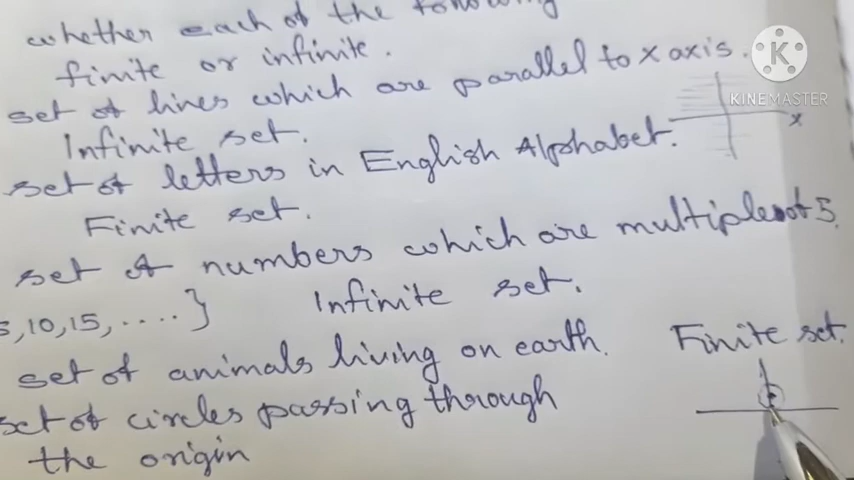 whether each of the following
finite or infinite.
set of lines which are parallel to x axis.
KINEMASTER
x
Infinite set.
set of letters in English Alphabet.
Finite set.
set of numbers which are multiple of 5.
5, 10, 15, ....} Infinite set.
set of animals living on earth. Finite set.
set of circles passing through
the origin